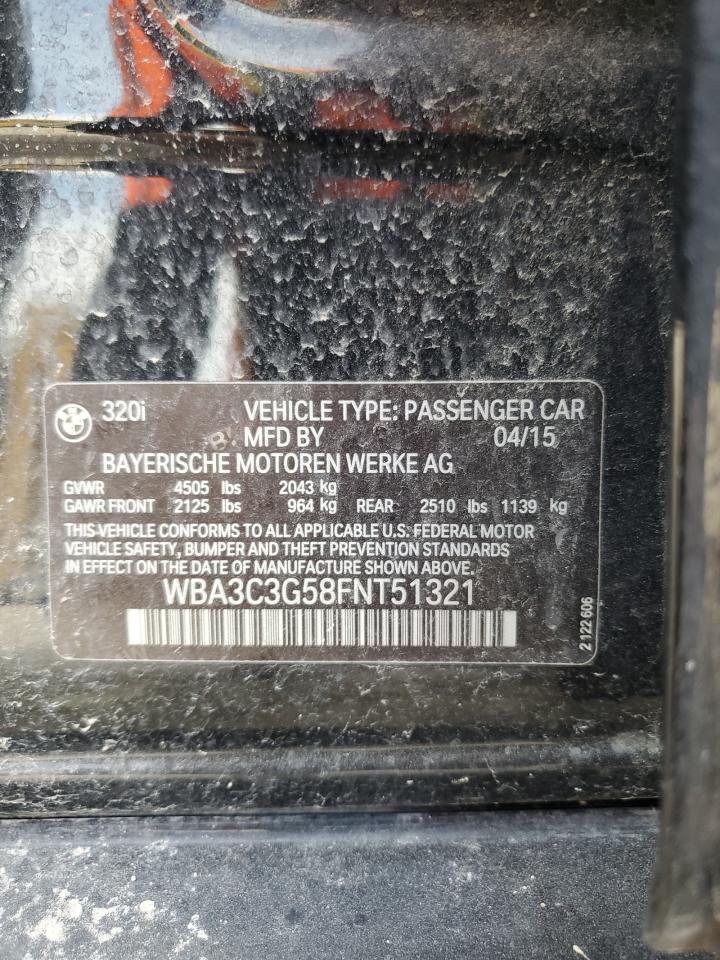 320i VEHICLE TYPE: PASSENGER CAR
MFD BY 04/15
BAYERISCHE MOTOREN WERKE AG
GVWR 4505 lbs 2043 kg
GAWR FRONT 2125 lbs 964 kg REAR 2510 lbs 1139 kg
THIS VEHICLE CONFORMS TO ALL APPLICABLE U.S. FEDERAL MOTOR
VEHICLE SAFETY, BUMPER AND THEFT PREVENTION STANDARDS
IN EFFECT ON THE DATE OF MANUFACTURE SHOWN ABOVE.
WBA3C3G58FNT51321
2 122 606